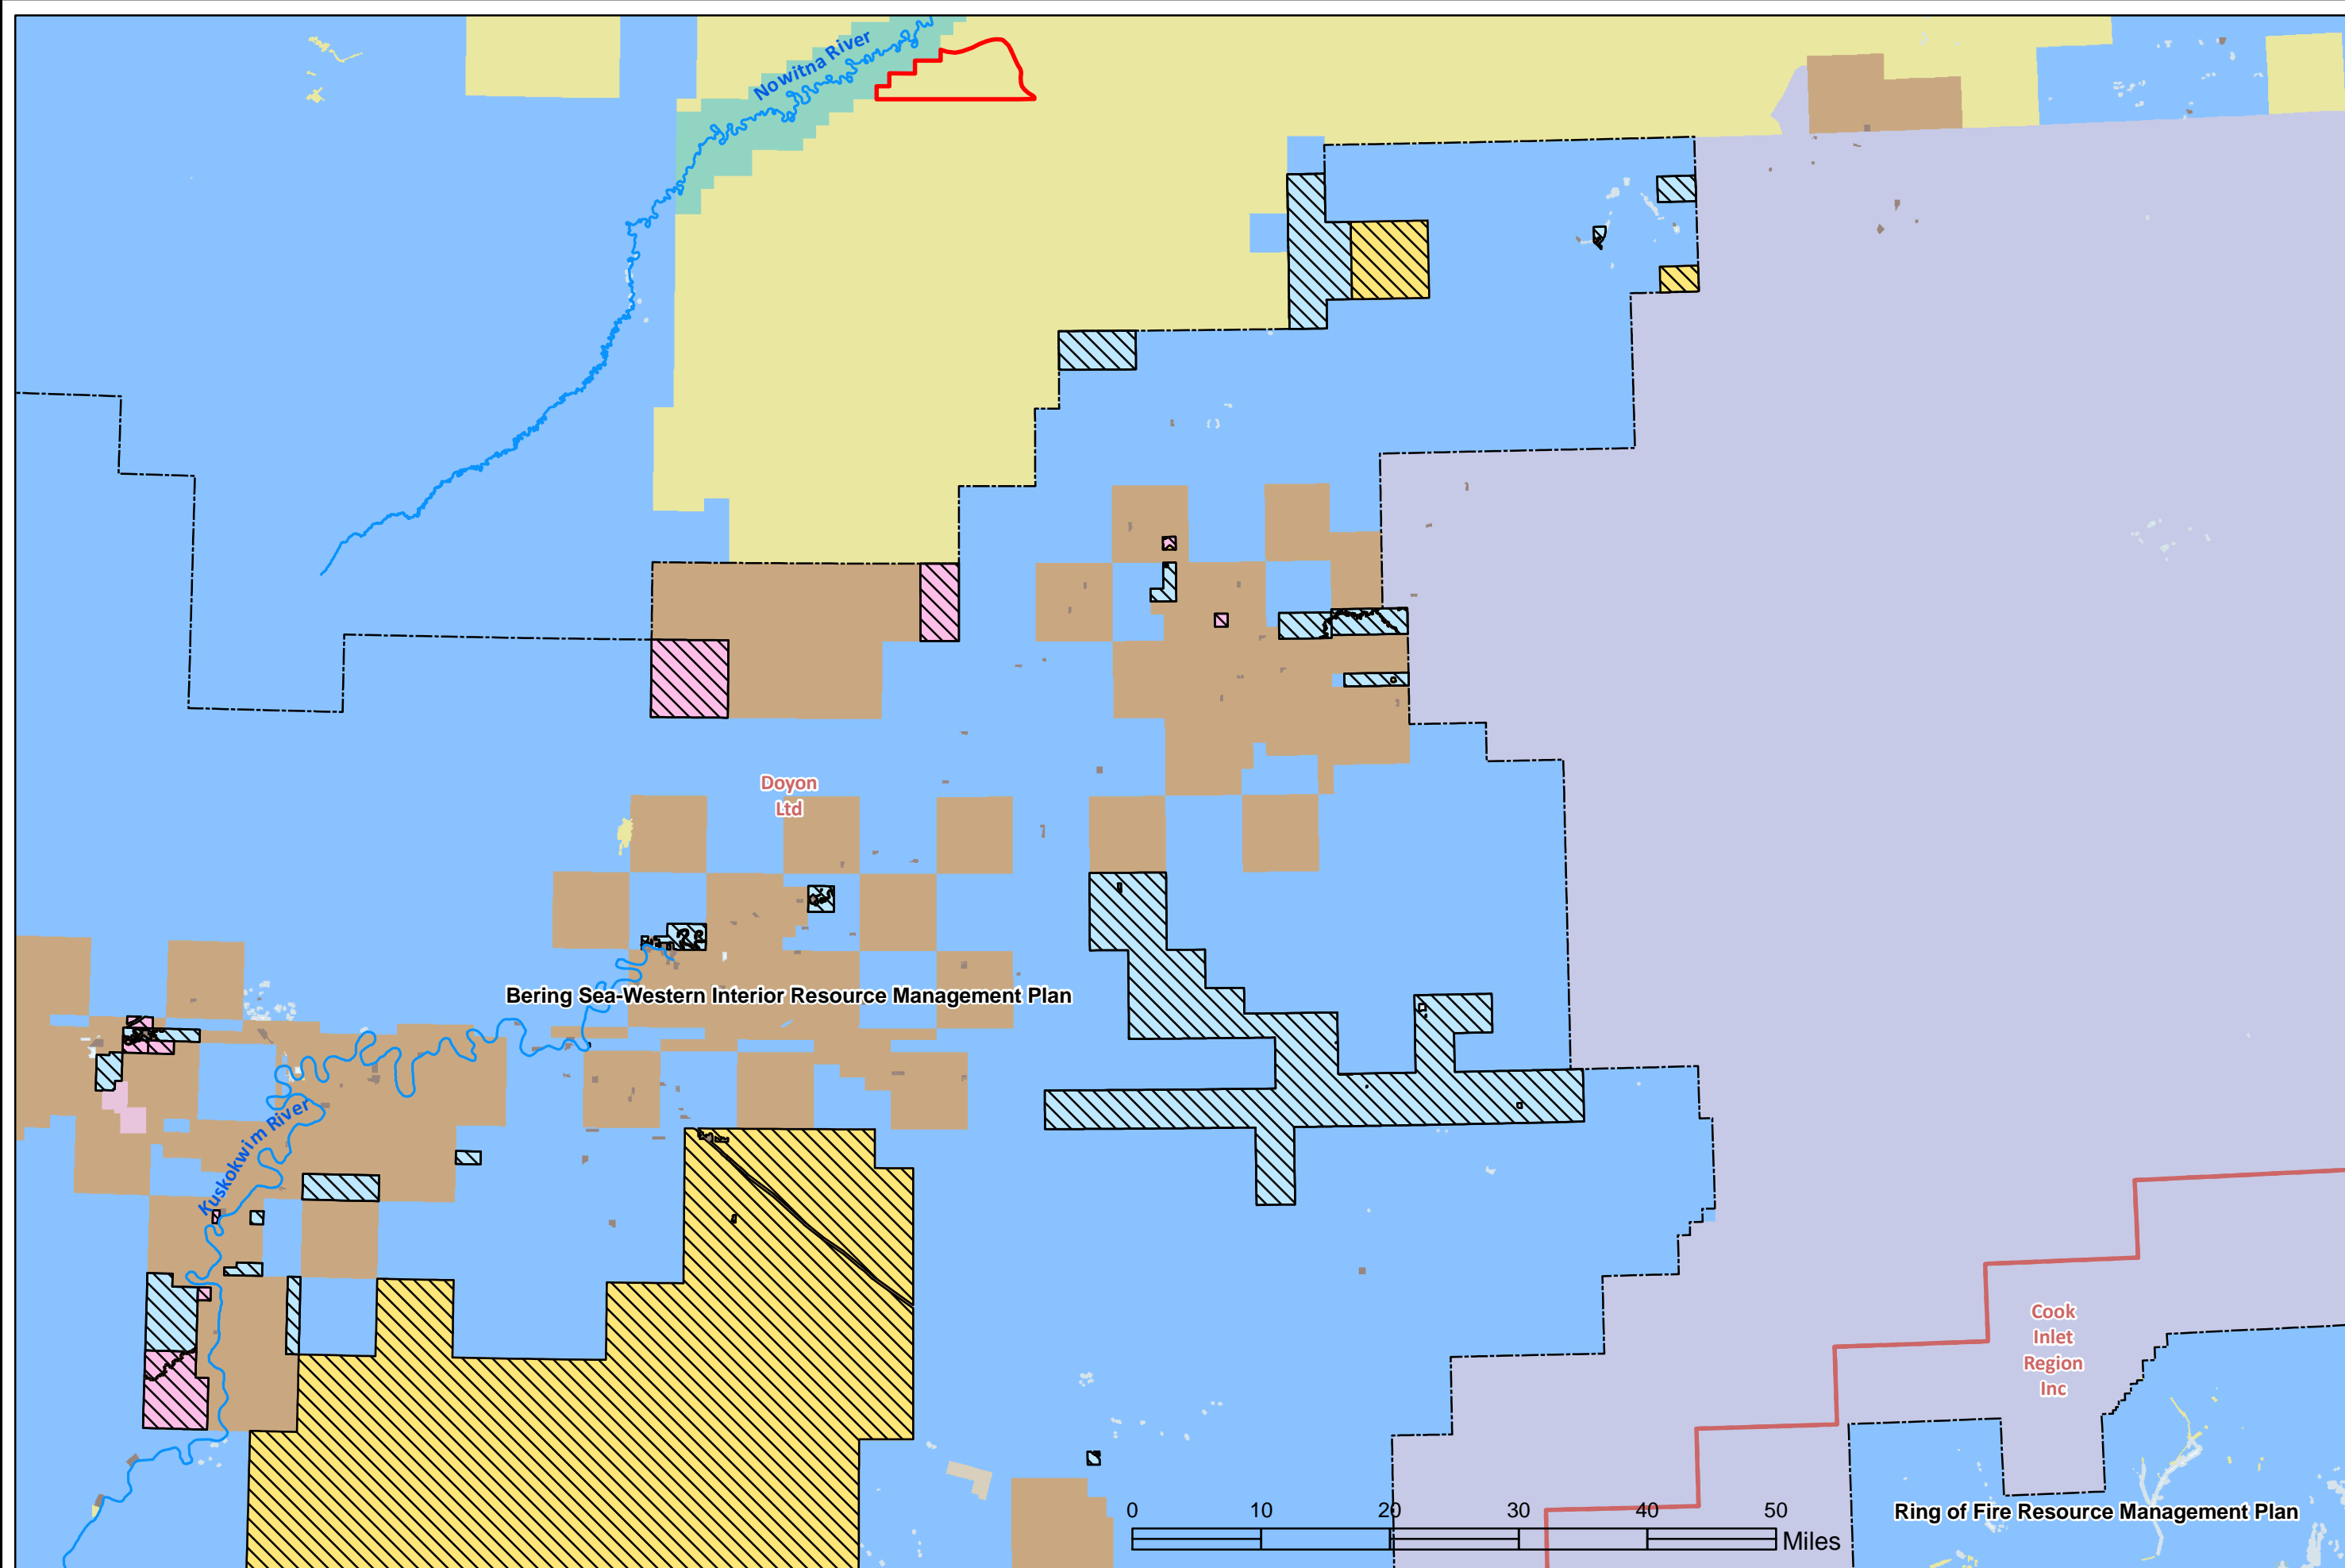 Nowitna River
Doyon
Ltd
Bering Sea-Western Interior Resource Management Plan
Kuskokwim River
Cook
Inlet
Region
Inc
0 10 20 30 40 50
Miles
Ring of Fire Resource Management Plan